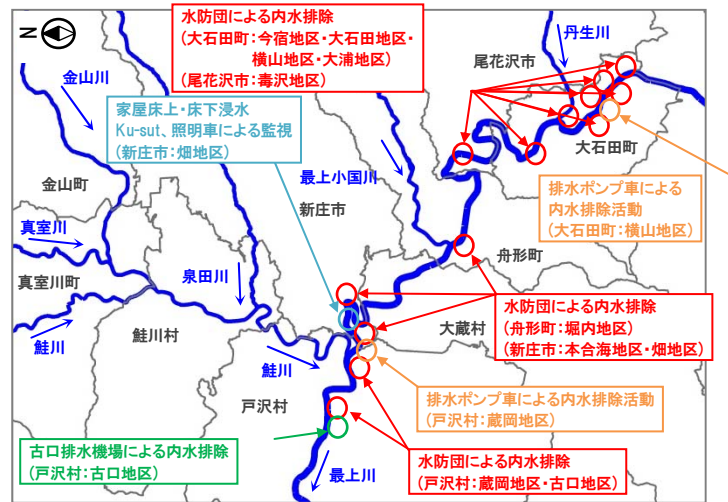 N
水防団による内水排除
(大石田町:今宿地区・大石田地区・
横山地区・大浦地区)
(尾花沢市:毒沢地区)
丹生川
尾花沢市
金山川
家屋床上・床下浸水
Ku-sut、照明車による監視
(新庄市:畑地区)
大石田町
最上小国川
金山町
新庄市
排水ポンプ車による
内水排除活動
(大石田町:横山地区)
真室川
舟形町
真室川町
泉田川
水防団による内水排除
(舟形町:堀内地区)
(新庄市:本合海地区・畑地区)
大蔵村
鮭川村
鮭川
鮭川
排水ポンプ車による内水排除活動
(戸沢村:蔵岡地区)
戸沢村
古口排水機場による内水排除
(戸沢村:古口地区)
水防団による内水排除
(戸沢村:蔵岡地区・古口地区)
最上川